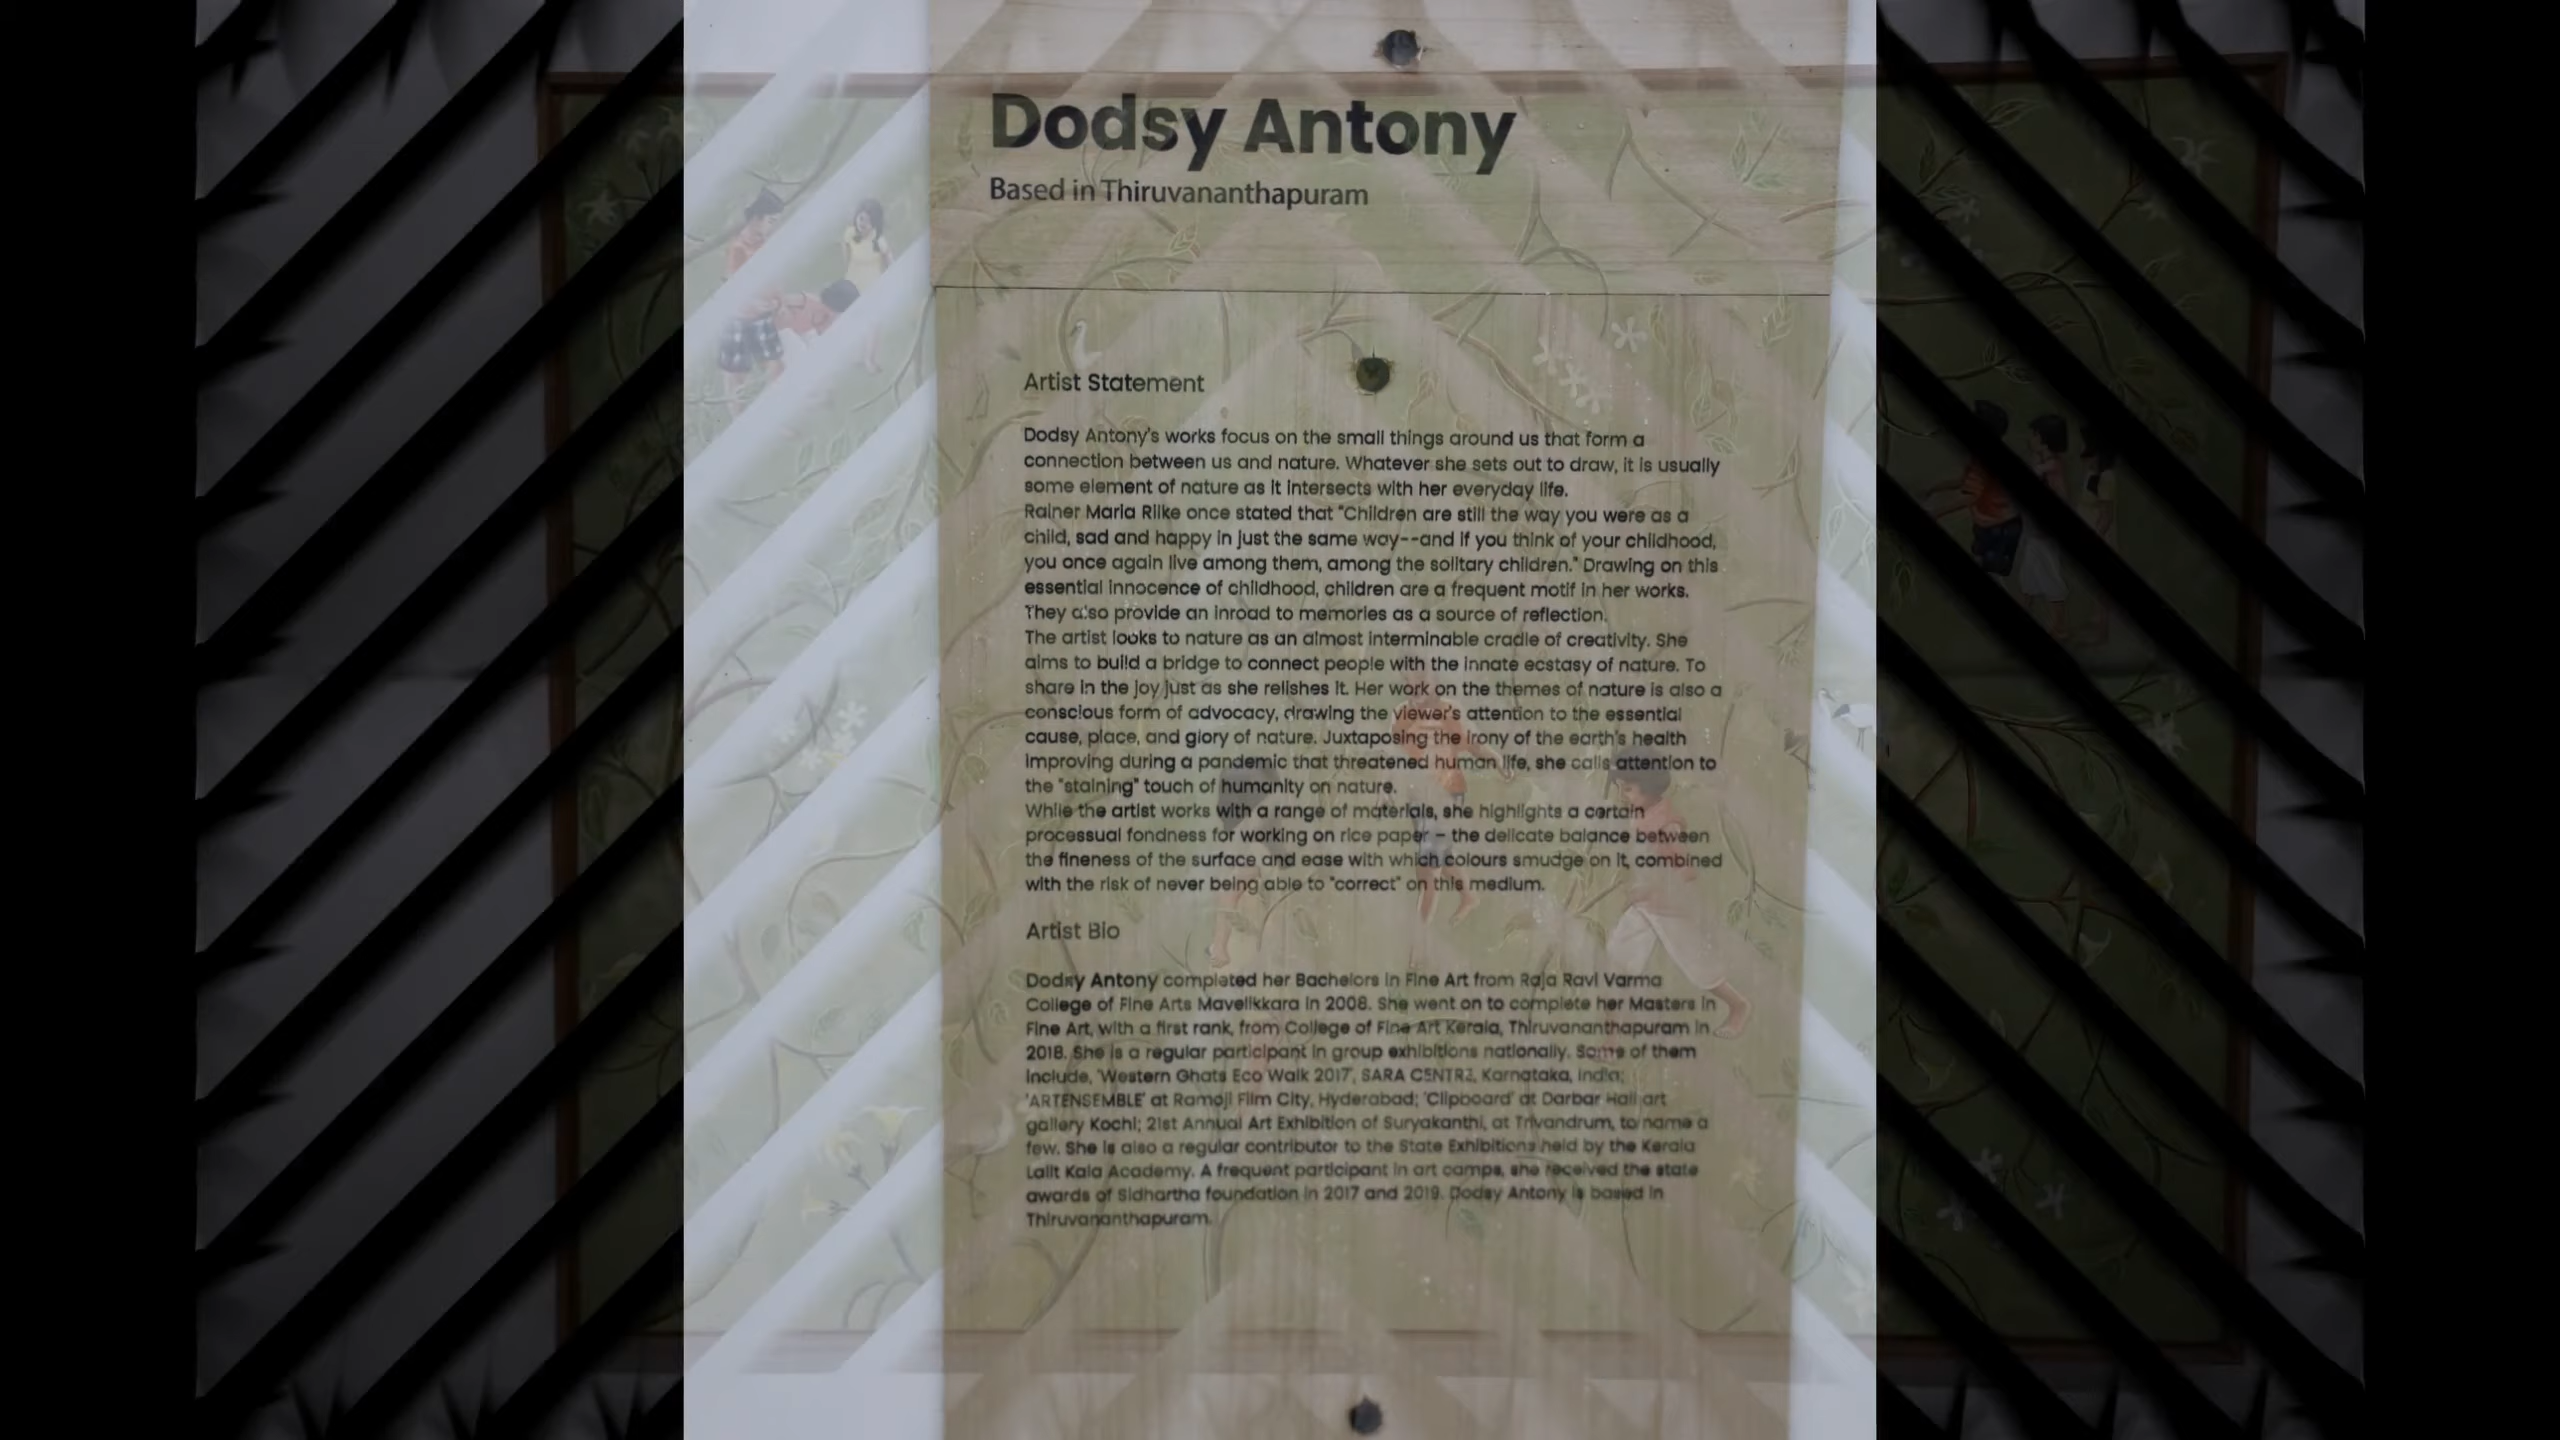 Dodsy Antony
Based in Thiruvananthapuram
Artist Statement
Dodsy Antony's works focus on the small things around us that form a
connection between us and nature. Whatever she sets out to draw, it is usually
some element of nature as it intersects with her everyday life.
Rainer Maria Rilke once stated that "Children are still the way you were as a
child, sad and happy in just the same way--and if you think of your childhood,
you once again live among them, among the solitary children." Drawing on this
essential innocence of childhood, children are a frequent motif in her works.
They also provide an inroad to memories as a source of reflection.
The artist looks to nature as an almost interminable cradle of creativity. She
aims to build a bridge to connect people with the innate ecstasy of nature. To
share in the joy just as she relishes it. Her work on the themes of nature is also a
conscious form of advocacy, drawing the viewer's attention to the essential
cause, place, and glory of nature. Juxtaposing the irony of the earth's health
improving during a pandemic that threatened human life, she calls attention to
the "staining" touch of humanity on nature.
While the artist works with a range of materials, she highlights a certain
processual fondness for working on rice paper – the delicate balance between
the fineness of the surface and ease with which colours smudge on it, combined
with the risk of never being able to "correct" on this medium.
Artist Bio
Dodsy Antony completed her Bachelors in Fine Art from Raja Ravi Varma
College of Fine Arts Mavelikkara in 2008. She went on to complete her Masters in
Fine Art, with a first rank, from College of Fine Art Kerala, Thiruvananthapuram in
2018. She is a regular participant in group exhibitions nationally. Some of them
include, 'Western Ghats Eco Walk 2017', SARA CENTRE, Karnataka, India;
'ARTENSEMBLE' at Ramoji Film City, Hyderabad; 'Clipboard' at Darbar Hall art
gallery Kochi; 21st Annual Art Exhibition of Suryakanthi, at Trivandrum, to name a
few. She is also a regular contributor to the State Exhibitions held by the Kerala
Lalit Kala Academy. A frequent participant in art camps, she received the state
awards of Sidhartha foundation in 2017 and 2019. Dodsy Antony is based in
Thiruvananthapuram.